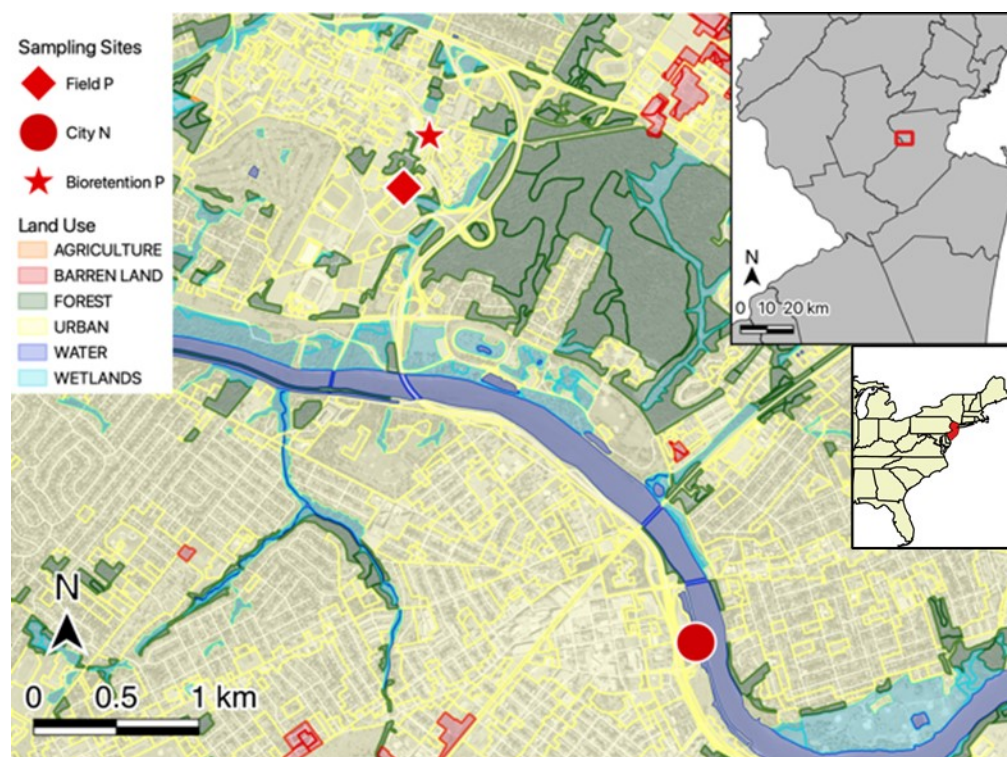 Sampling Sites
Field P
City N
Bioretention P
Land Use
AGRICULTURE
BARREN LAND
FOREST
URBAN
WATER
WETLANDS
N
0 10 20 km
N
0 0.5 1 km